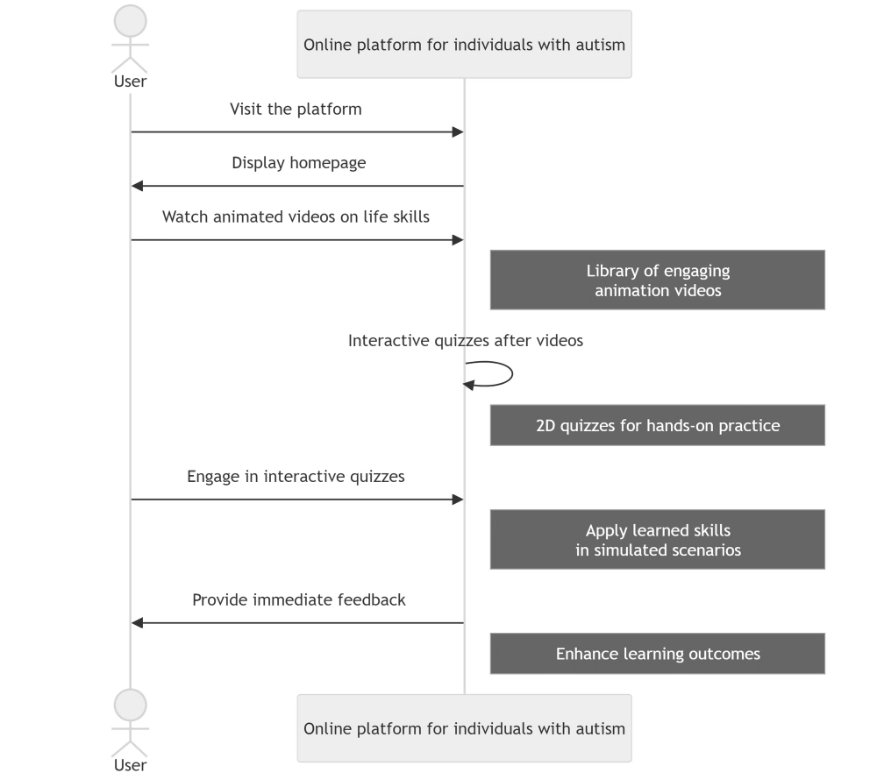 Online platform for individuals with autism
User
Visit the platform
Display homepage
Watch animated videos on life skills
Library of engaging
animation videos
Interactive quizzes after videos
2D quizzes for hands-on practice
Engage in interactive quizzes
Apply learned skills
in simulated scenarios
Provide immediate feedback
Enhance learning outcomes
Online platform for individuals with autism
User